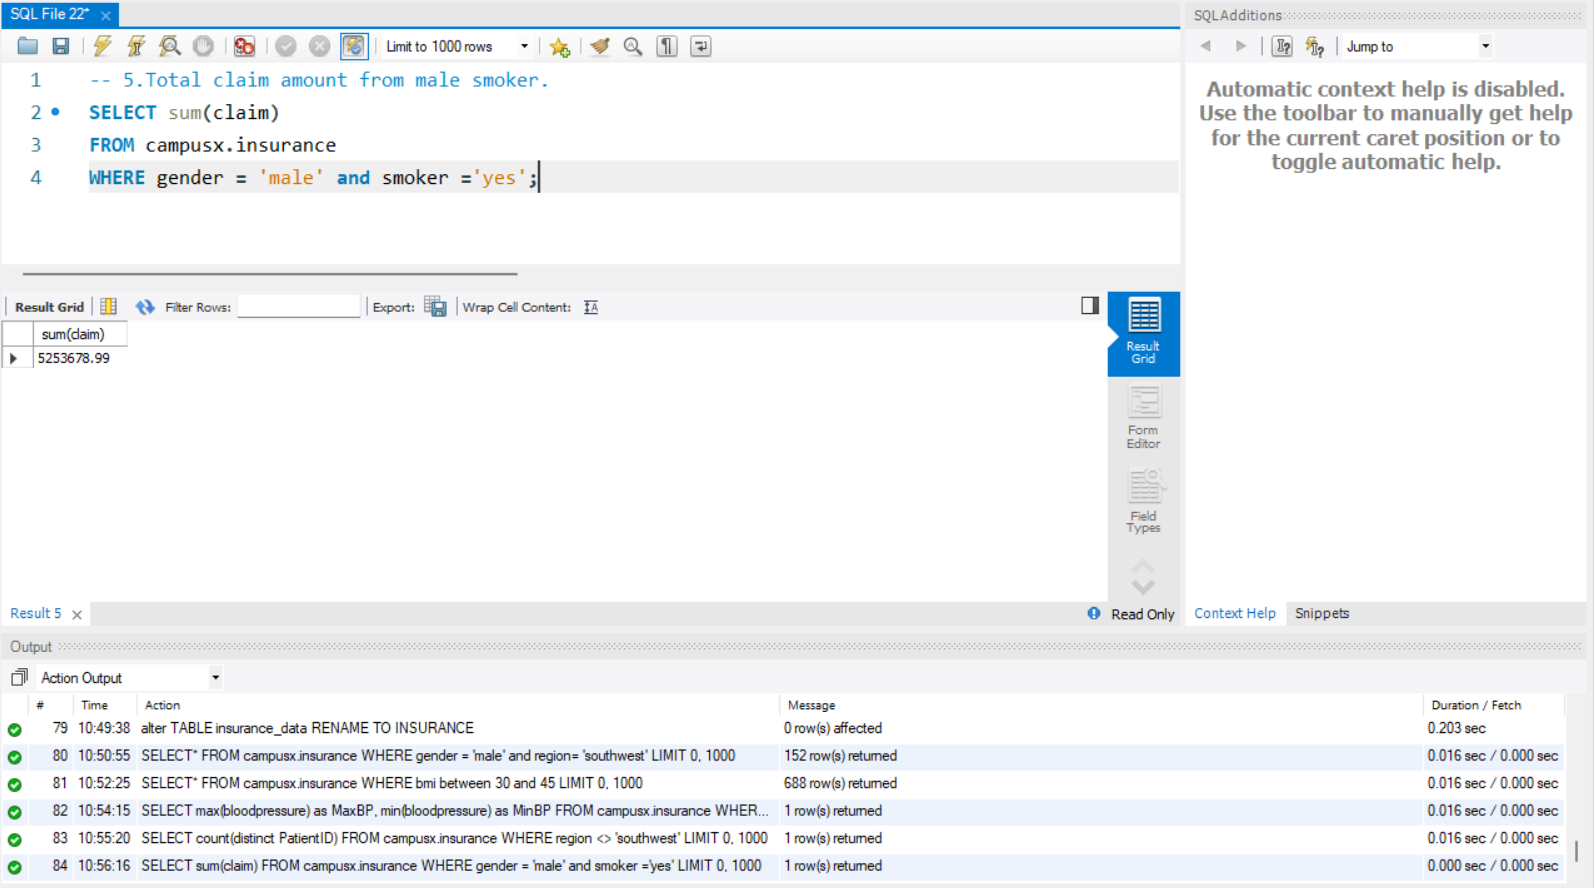 SQL File 22*
SQLAdditions
Limit to 1000 rows
Jump to
1 -- 5.Total claim amount from male smoker.
2 SELECT sum(claim)
3 FROM campusx.insurance
4 WHERE gender = 'male' and smoker ='yes';
Automatic context help is disabled.
Use the toolbar to manually get help
for the current caret position or to
toggle automatic help.
Result Grid Filter Rows: Export: Wrap Cell Content:
sum(claim)
5253678.99
Result
Grid
Form
Editor
Field
Types
Result 5
Read Only
Context Help Snippets
Output
Action Output
# Time Action Message Duration / Fetch
79 10:49:38 alter TABLE insurance_data RENAME TO INSURANCE 0 row(s) affected 0.203 sec
80 10:50:55 SELECT* FROM campusx.insurance WHERE gender = 'male' and region= 'southwest' LIMIT 0, 1000 152 row(s) returned 0.016 sec / 0.000 sec
81 10:52:25 SELECT* FROM campusx.insurance WHERE bmi between 30 and 45 LIMIT 0, 1000 688 row(s) returned 0.016 sec / 0.000 sec
82 10:54:15 SELECT max(bloodpressure) as MaxBP, min(bloodpressure) as MinBP FROM campusx.insurance WHER... 1 row(s) returned 0.016 sec / 0.000 sec
83 10:55:20 SELECT count(distinct PatientID) FROM campusx.insurance WHERE region <> 'southwest' LIMIT 0, 1000 1 row(s) returned 0.016 sec / 0.000 sec
84 10:56:16 SELECT sum(claim) FROM campusx.insurance WHERE gender = 'male' and smoker ='yes' LIMIT 0, 1000 1 row(s) returned 0.000 sec / 0.000 sec